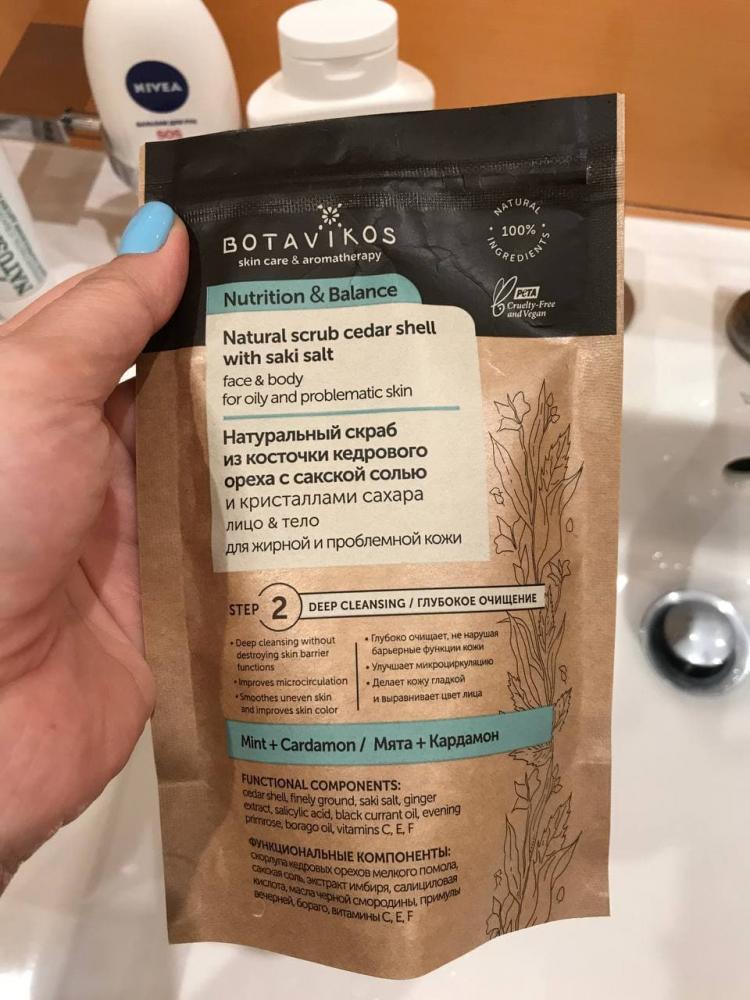 NIVEA
БАЛЬЗАМ ДЛЯ РУК
SOS
NATUS
BOTAVIKOS
skin care & aromatherapy
NATURAL
100%
INGREDIENTS
PETA
Cruelty-Free
and Vegan
Nutrition & Balance
Natural scrub cedar shell
with saki salt
face & body
for oily and problematic skin
Натуральный скраб
из косточки кедрового
ореха с сакской солью
и кристаллами сахара
лицо & тело
для жирной и проблемной кожи
STEP 2 DEEP CLEANSING / ГЛУБОКОЕ ОЧИЩЕНИЕ
• Deep cleansing without
destroying skin barrier
functions
• Improves microcirculation
• Smoothes uneven skin
and improves skin color
• Глубоко очищает, не нарушая
барьерные функции кожи
• Улучшает микроциркуляцию
• Делает кожу гладкой
и выравнивает цвет лица
Mint + Cardamon / Мята + Кардамон
FUNCTIONAL COMPONENTS:
cedar shell, finely ground, saki salt, ginger
extract, salicylic acid, black currant oil, evening
primrose, borago oil, vitamins C, E, F
ФУНКЦИОНАЛЬНЫЕ КОМПОНЕНТЫ:
скорлупа кедровых орехов мелкого помола,
сакская соль, экстракт имбиря, салициловая
кислота, масла черной смородины, примулы
вечерней, бораго, витамины C, E, F